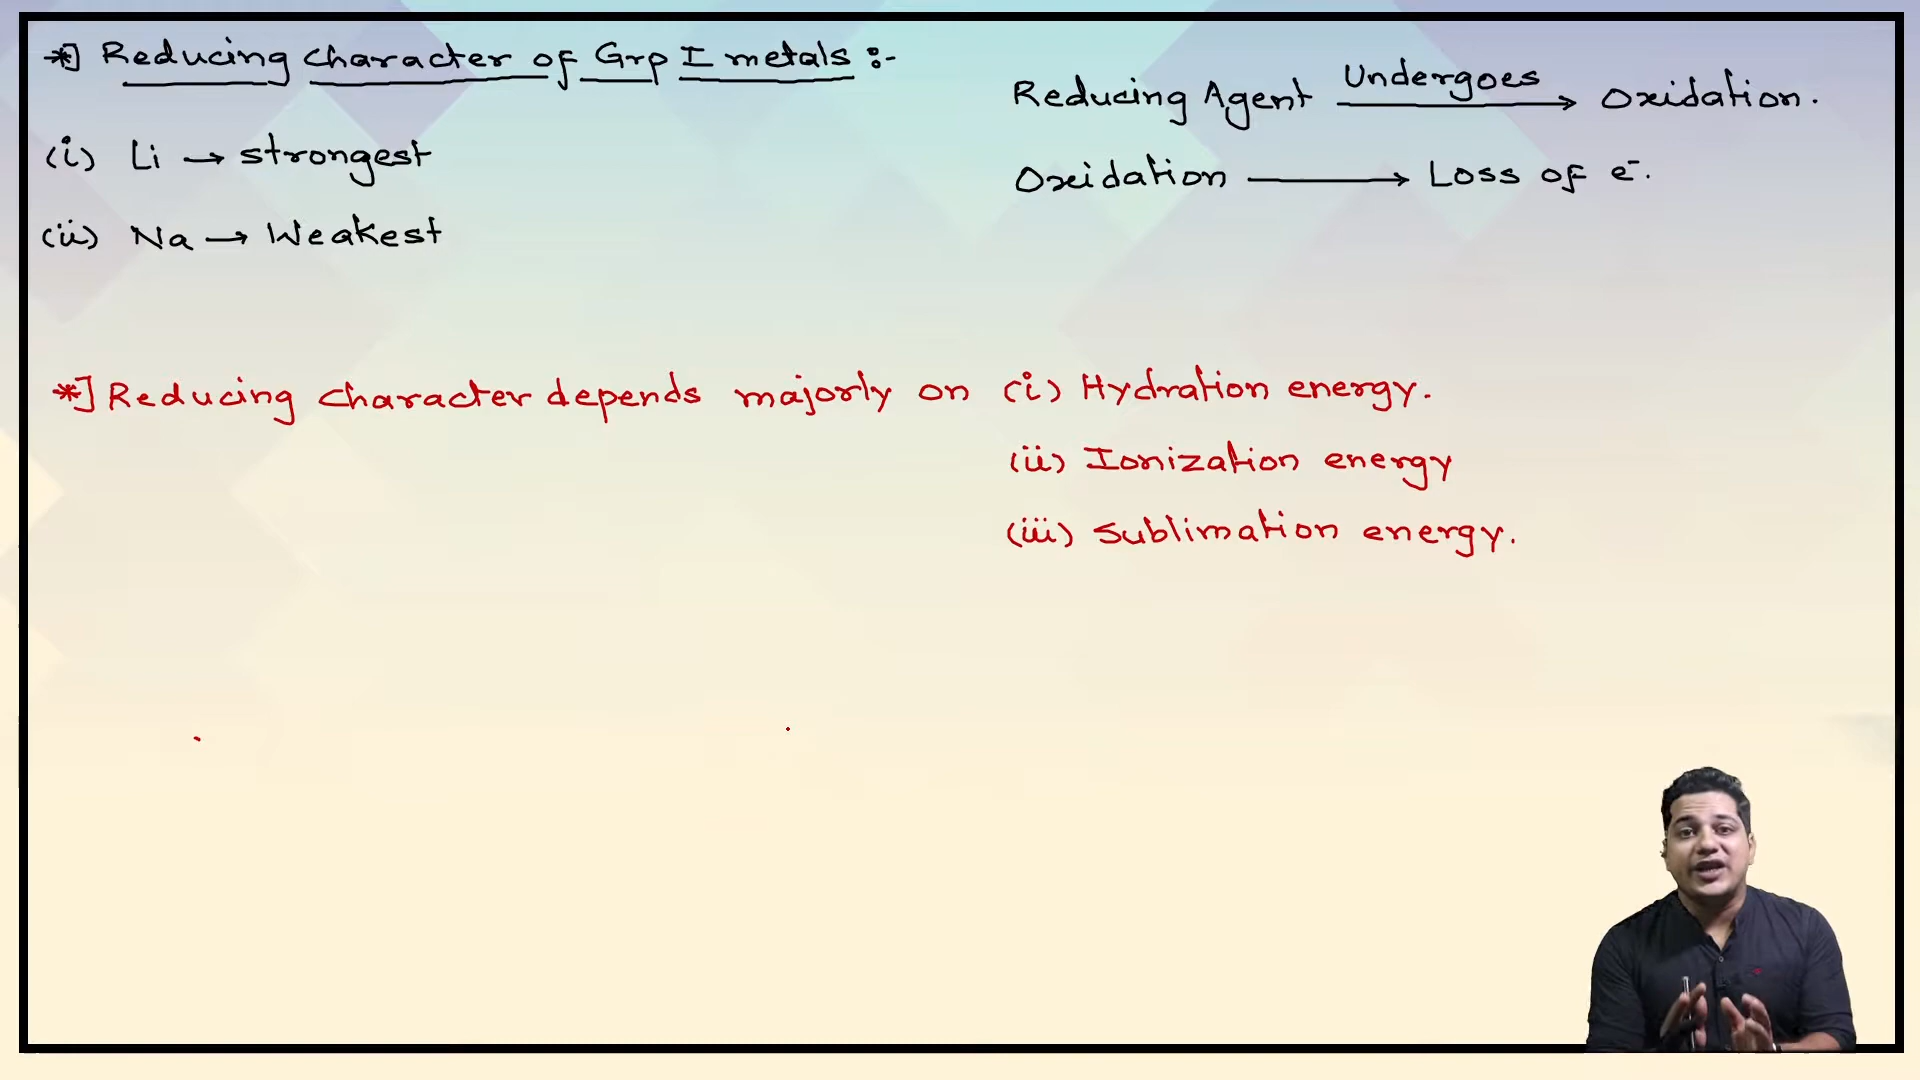 *] Reducing character of Grp I metals :-
(i) Li → strongest
(ii) Na → Weakest
Reducing Agent Undergoes → Oxidation.
Oxidation → Loss of e⁻.
*] Reducing character depends majorly on (i) Hydration energy.
(ii) Ionization energy
(iii) Sublimation energy.